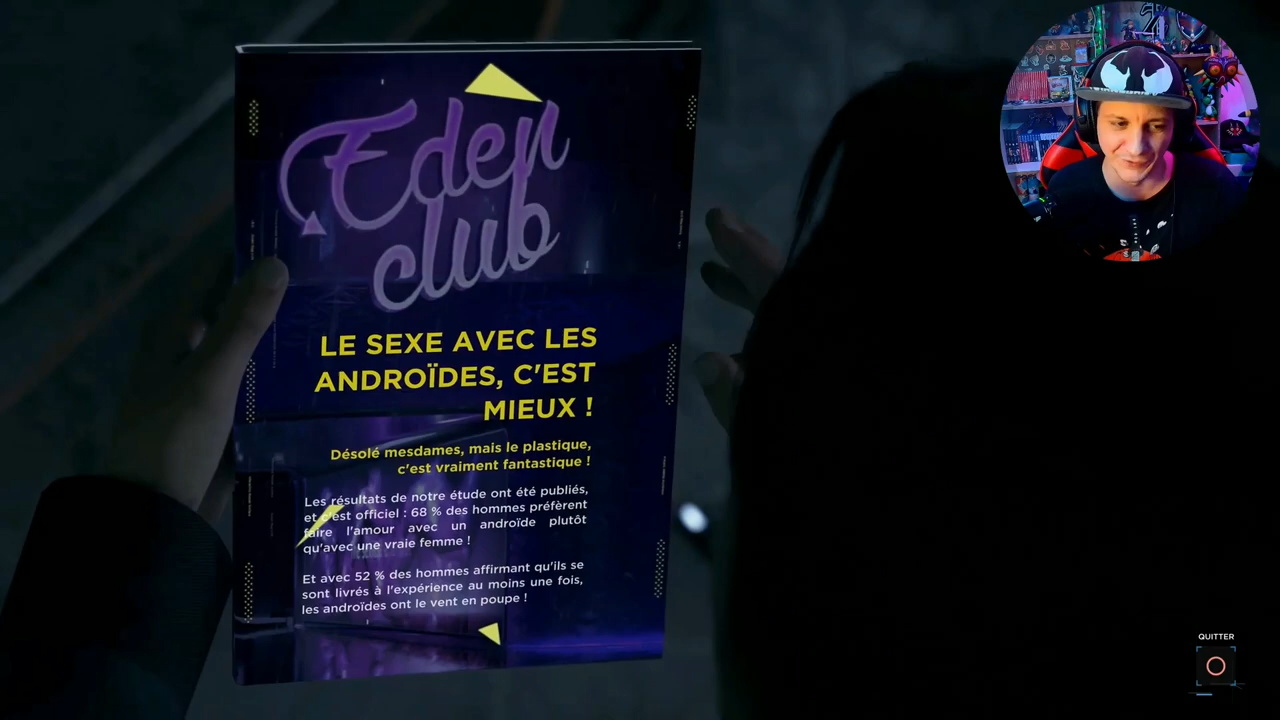 Eden
club
LE SEXE AVEC LES
ANDROÏDES, C'EST
MIEUX !
Désolé mesdames, mais le plastique,
c'est vraiment fantastique !
Les résultats de notre étude ont été publiés,
et c'est officiel : 68 % des hommes préfèrent
faire l'amour avec un androïde plutôt
qu'avec une vraie femme !
Et avec 52 % des hommes affirmant qu'ils se
sont livrés à l'expérience au moins une fois,
les androïdes ont le vent en poupe !
QUITTER